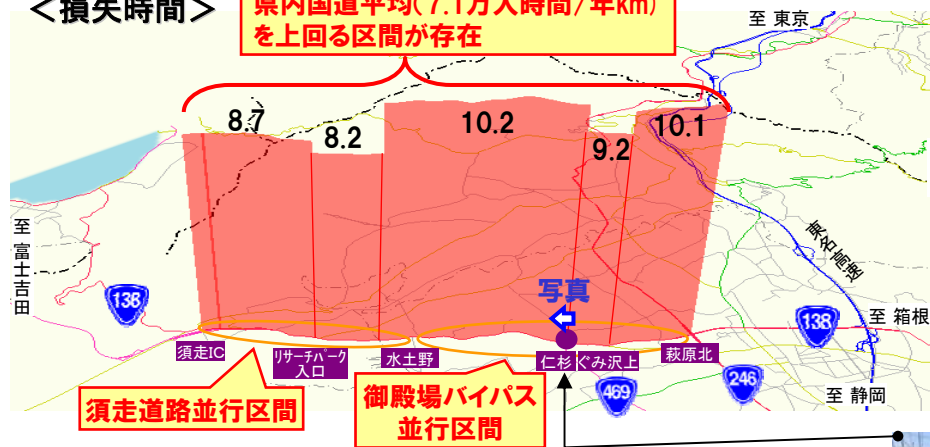 ＜損失時間＞
県内国道平均(7.1万人時間/年km)
を上回る区間が存在
至 東京
8.7
8.2
10.2
9.2
10.1
至富士吉田
東名高速
138
写真
138
至 箱根
須走IC
リサーチパーク
入口
水土野
仁杉
ぐみ沢上
萩原北
469
246
至 静岡
須走道路並行区間
御殿場バイパス
並行区間